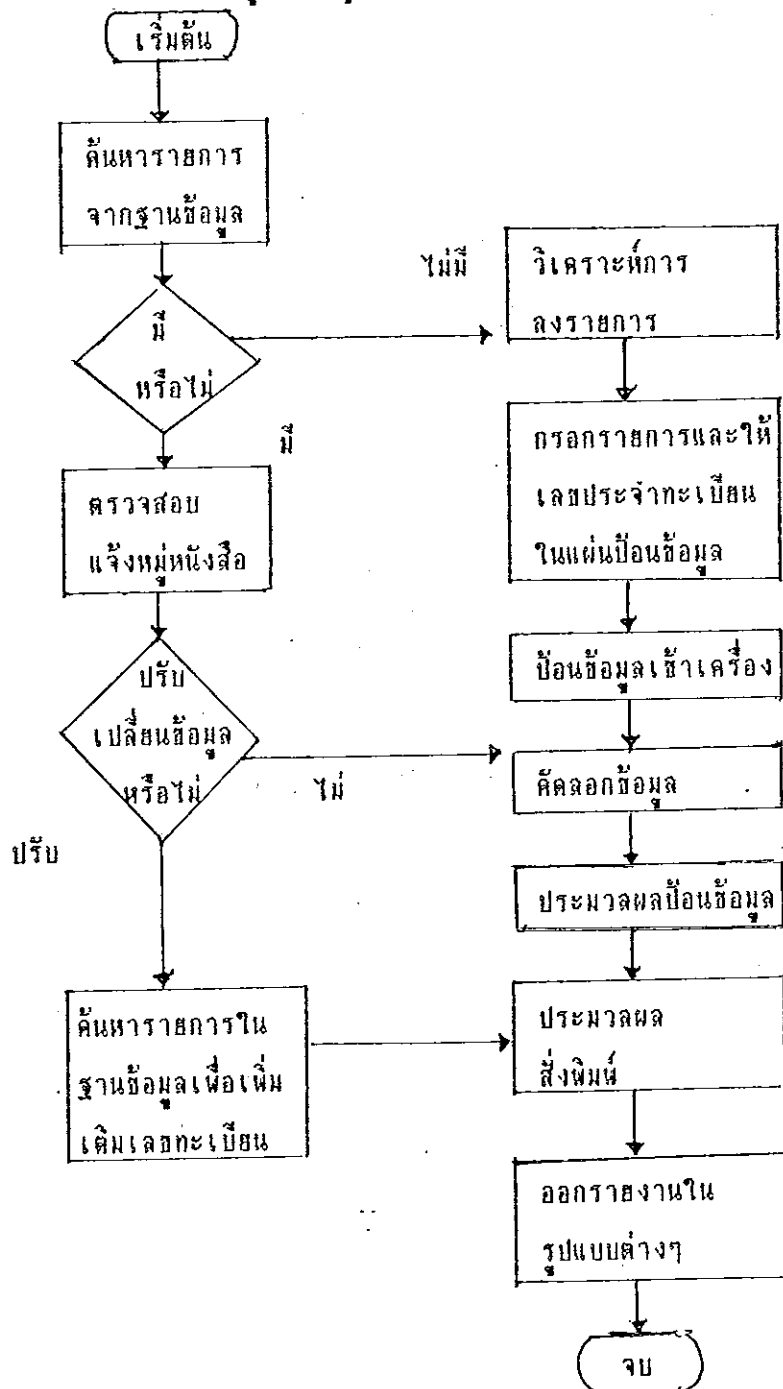 เริ่มต้น
ค้นหารายการ
จากฐานข้อมูล
มี
หรือไม่
ไม่มี
มี
ตรวจสอบ
แจ้งหมู่หนังสือ
ปรับ
เปลี่ยนข้อมูล
หรือไม่
ไม่
ปรับ
ค้นหารายการใน
ฐานข้อมูลเพื่อเพิ่ม
เติมเลขทะเบียน
วิเคราะห์การ
ลงรายการ
กรอกรายการและให้
เลขประจำทะเบียน
ในแผ่นป้อนข้อมูล
ป้อนข้อมูลเข้าเครื่อง
คัดลอกข้อมูล
ประมวลผลป้อนข้อมูล
ประมวลผล
สั่งพิมพ์
ออกรายงานใน
รูปแบบต่างๆ
จบ